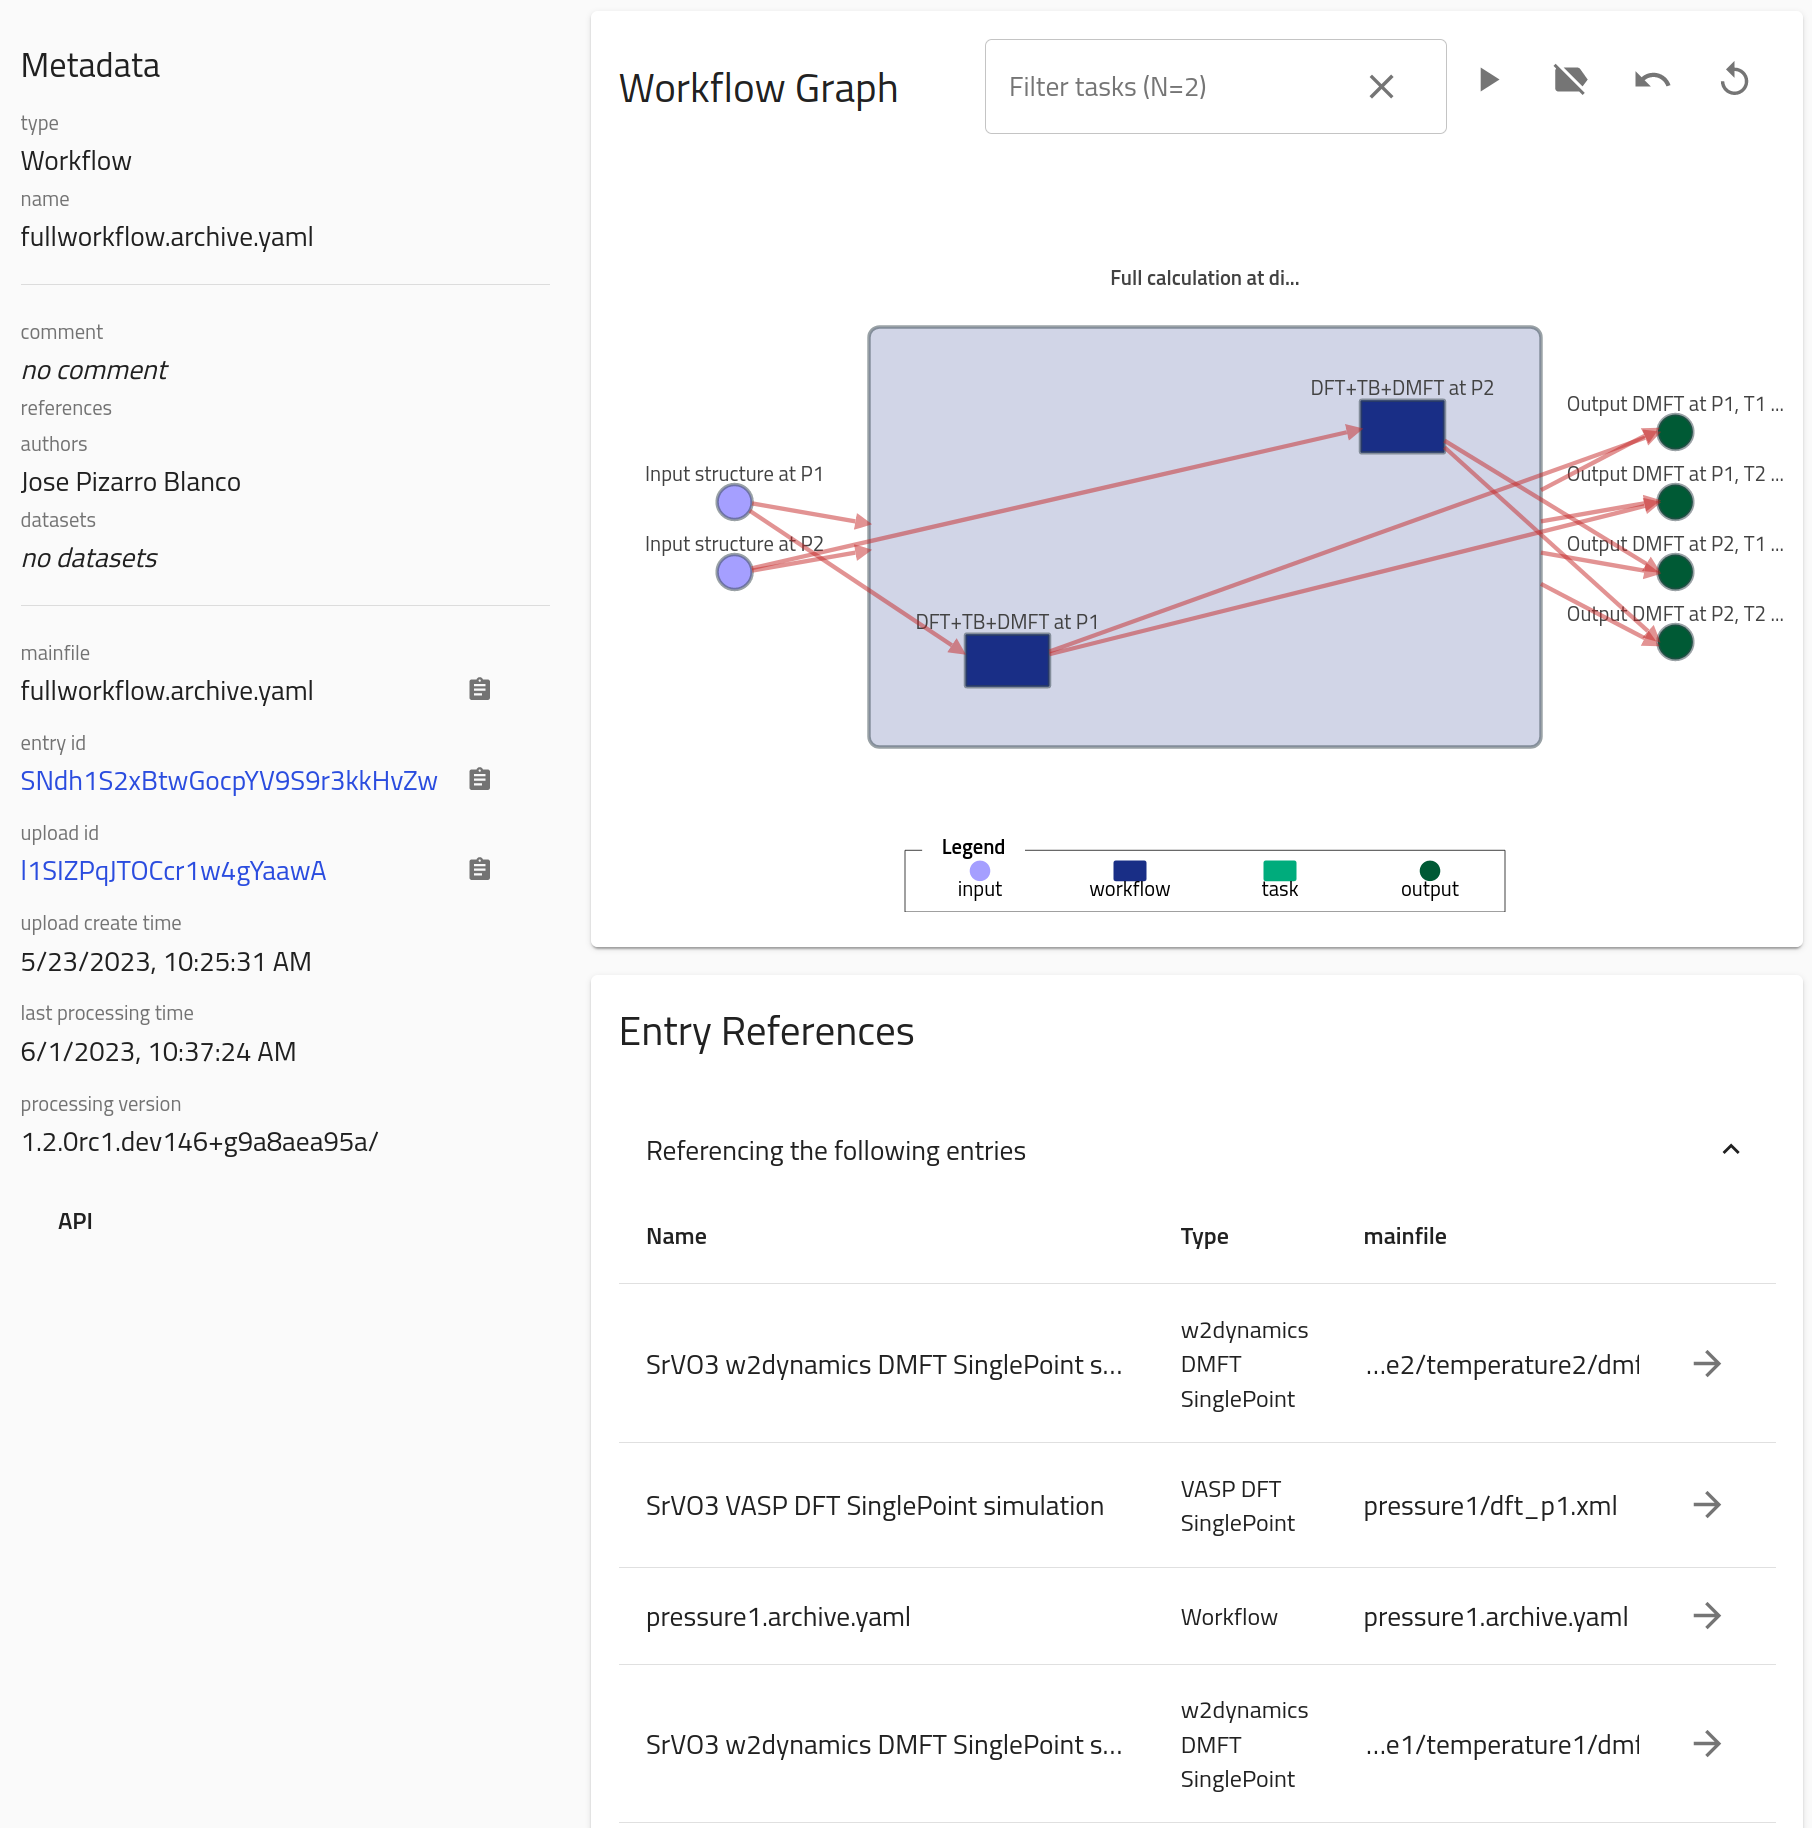 Metadata
type
Workflow
name
fullworkflow.archive.yaml
comment
no comment
references
authors
Jose Pizarro Blanco
datasets
no datasets
mainfile
fullworkflow.archive.yaml
entry id
SNdh1S2xBtwGocpYV9S9r3kkHvZw
upload id
l1SIZPqJTOCcr1w4gYaawA
upload create time
5/23/2023, 10:25:31 AM
last processing time
6/1/2023, 10:37:24 AM
processing version
1.2.0rc1.dev146+g9a8aea95a/
API
Workflow Graph
Filter tasks (N=2)
Full calculation at di...
DFT+TB+DMFT at P2
Output DMFT at P1, T1 ...
Input structure at P1
Output DMFT at P1, T2 ...
Input structure at P2
Output DMFT at P2, T1 ...
DFT+TB+DMFT at P1
Output DMFT at P2, T2 ...
Legend
input workflow task output
Entry References
Referencing the following entries
Name Type mainfile
w2dynamics
SrVO3 w2dynamics DMFT SinglePoint s... DMFT ...e2/temperature2/dmf
SinglePoint
VASP DFT
SrVO3 VASP DFT SinglePoint simulation pressure1/dft_p1.xml
SinglePoint
pressure1.archive.yaml Workflow pressure1.archive.yaml
w2dynamics
SrVO3 w2dynamics DMFT SinglePoint s... DMFT ...e1/temperature1/dmf
SinglePoint